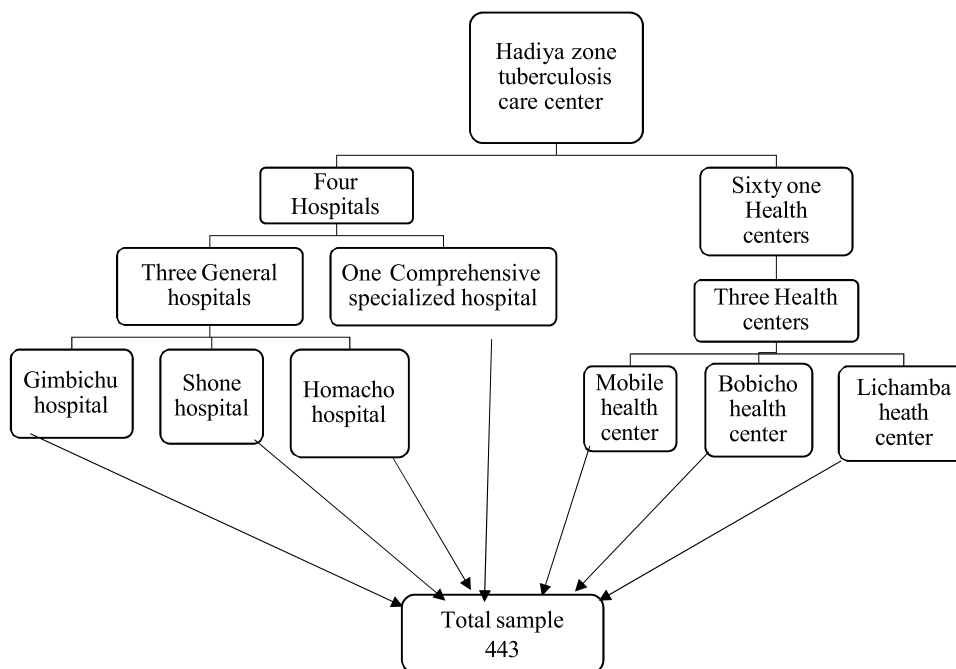 Hadiya zone
tuberculosis
care center
Four
Hospitals
Sixty one
Health
centers
Three General
hospitals
One Comprehensive
specialized hospital
Three Health
centers
Gimbichu
hospital
Shone
hospital
Homacho
hospital
Mobile
health
center
Bobicho
health
center
Lichamba
heath
center
Total sample
443